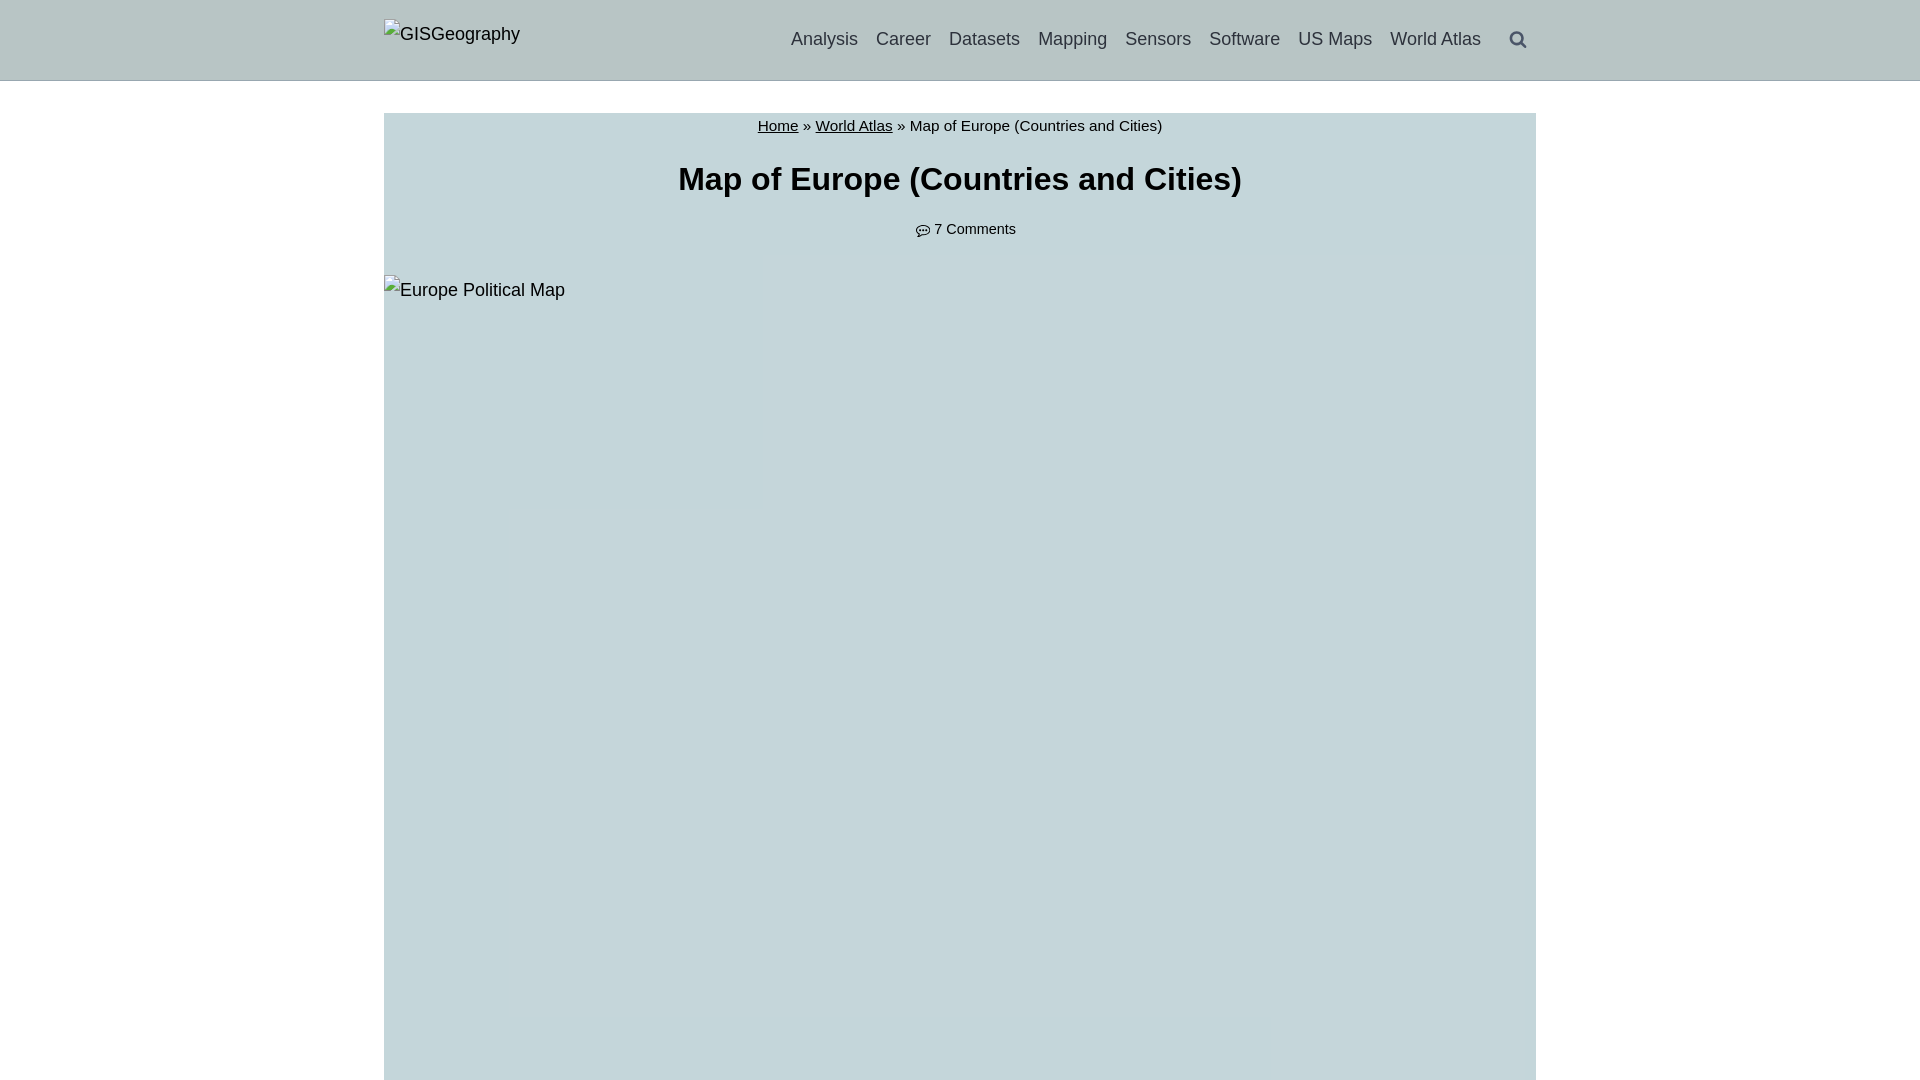 GISGeography
Analysis Career Datasets Mapping Sensors Software US Maps World Atlas
Home » World Atlas » Map of Europe (Countries and Cities)
Map of Europe (Countries and Cities)
7 Comments
Europe Political Map